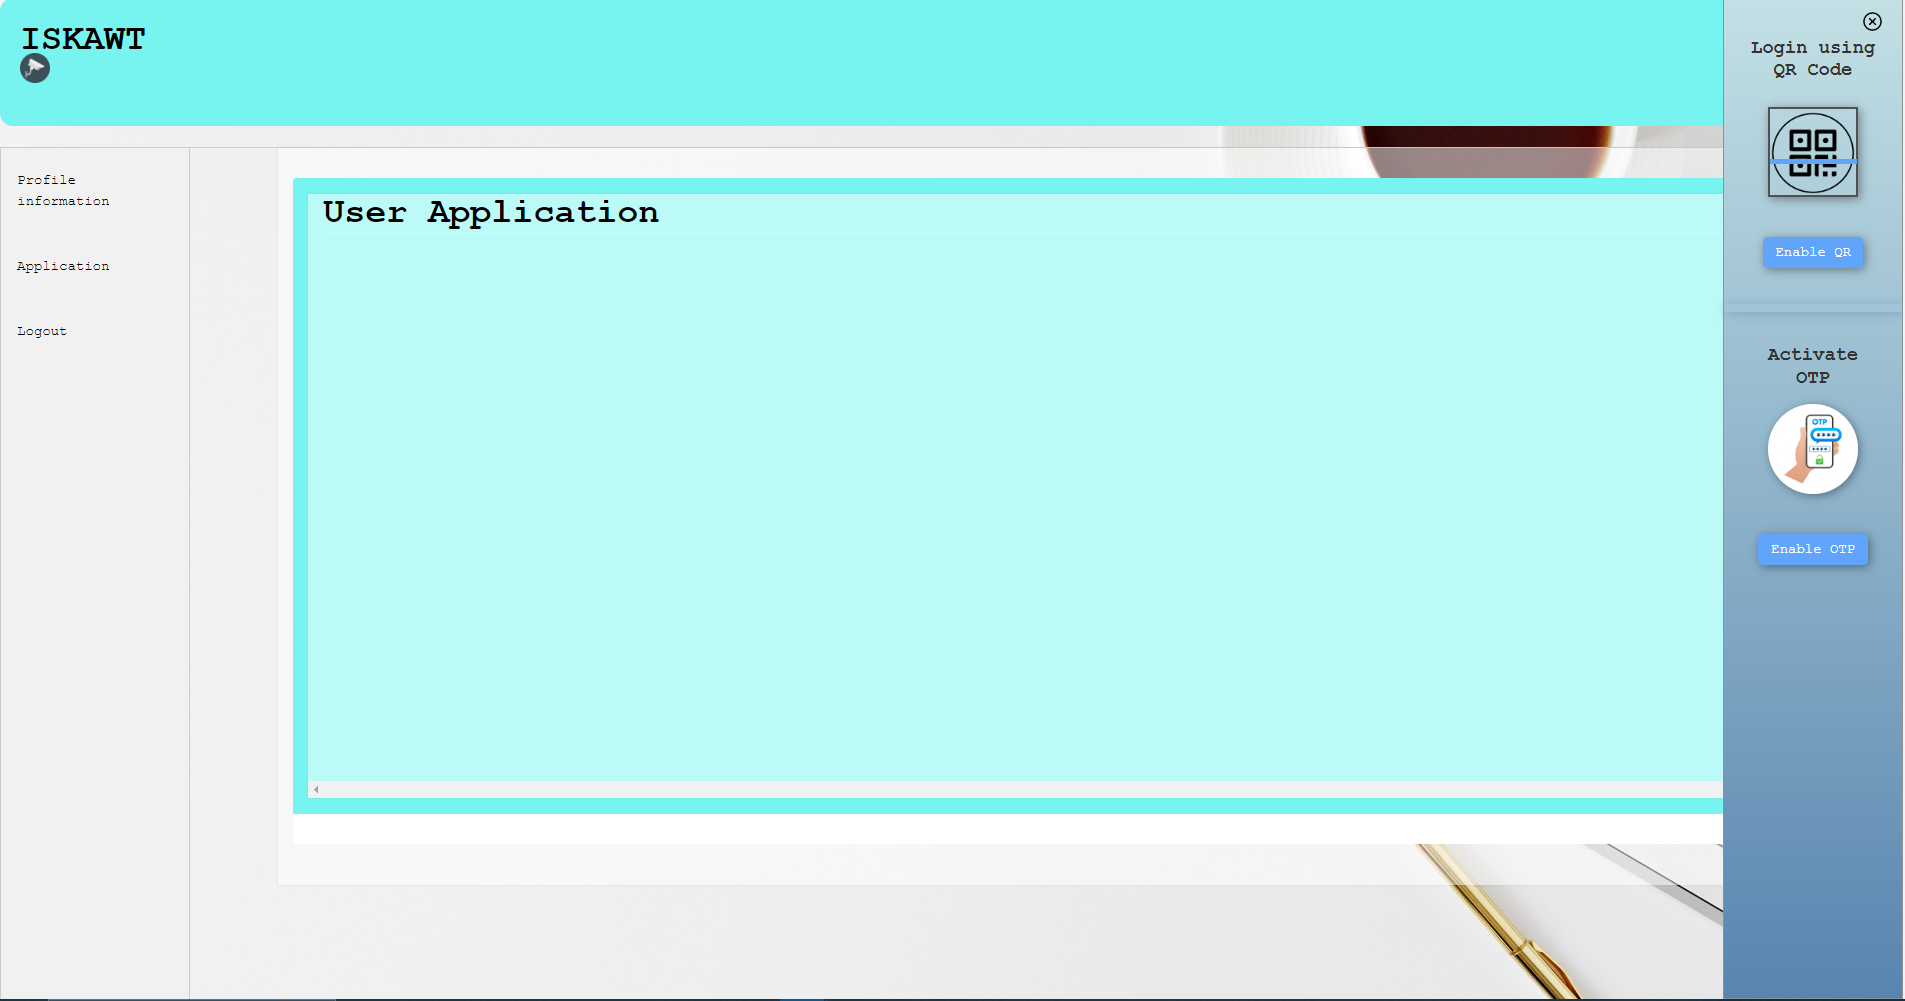 ISKAWT
Profile
information
Application
Logout
User Application
Login using
QR Code
Enable QR
Activate
OTP
OTP
Enable OTP